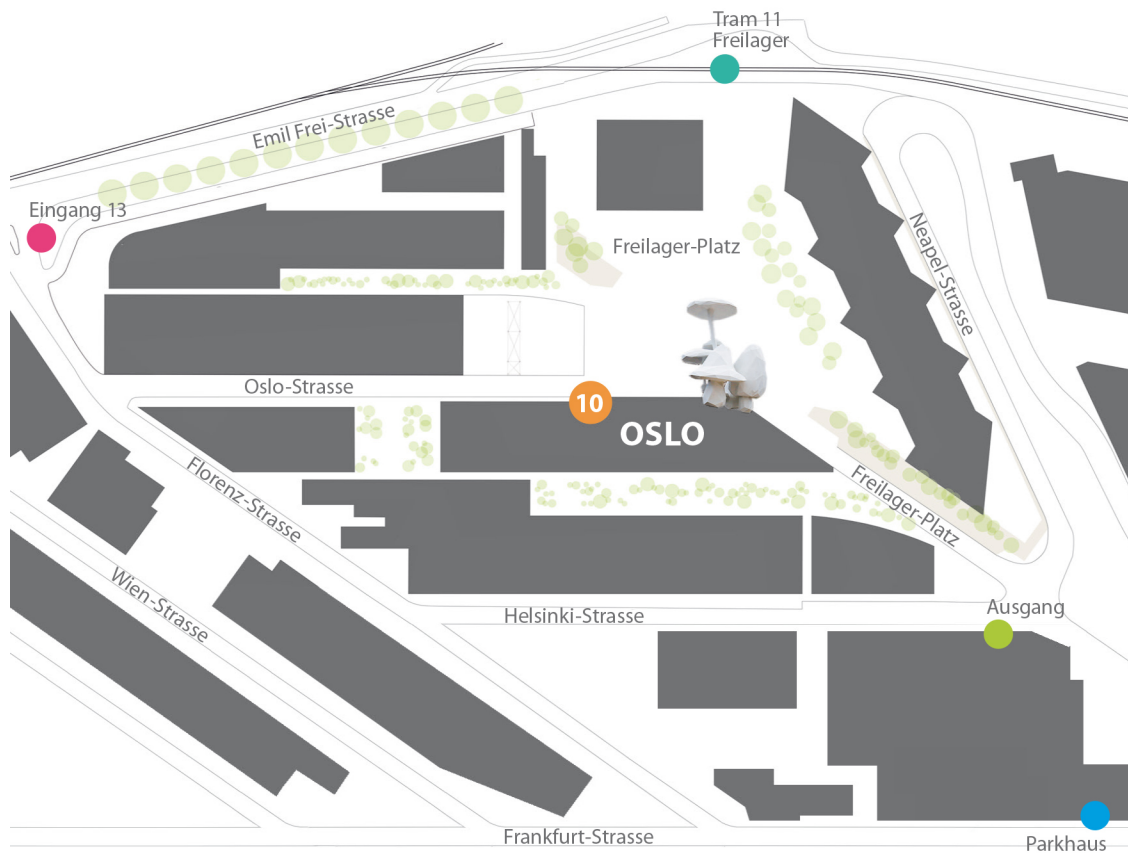 Tram 11
Freilager
Emil Frei-Strasse
Eingang 13
Freilager-Platz
Neapel-Strasse
Oslo-Strasse
10
OSLO
Florenz-Strasse
Freilager-Platz
Wien-Strasse
Helsinki-Strasse
Ausgang
Frankfurt-Strasse
Parkhaus